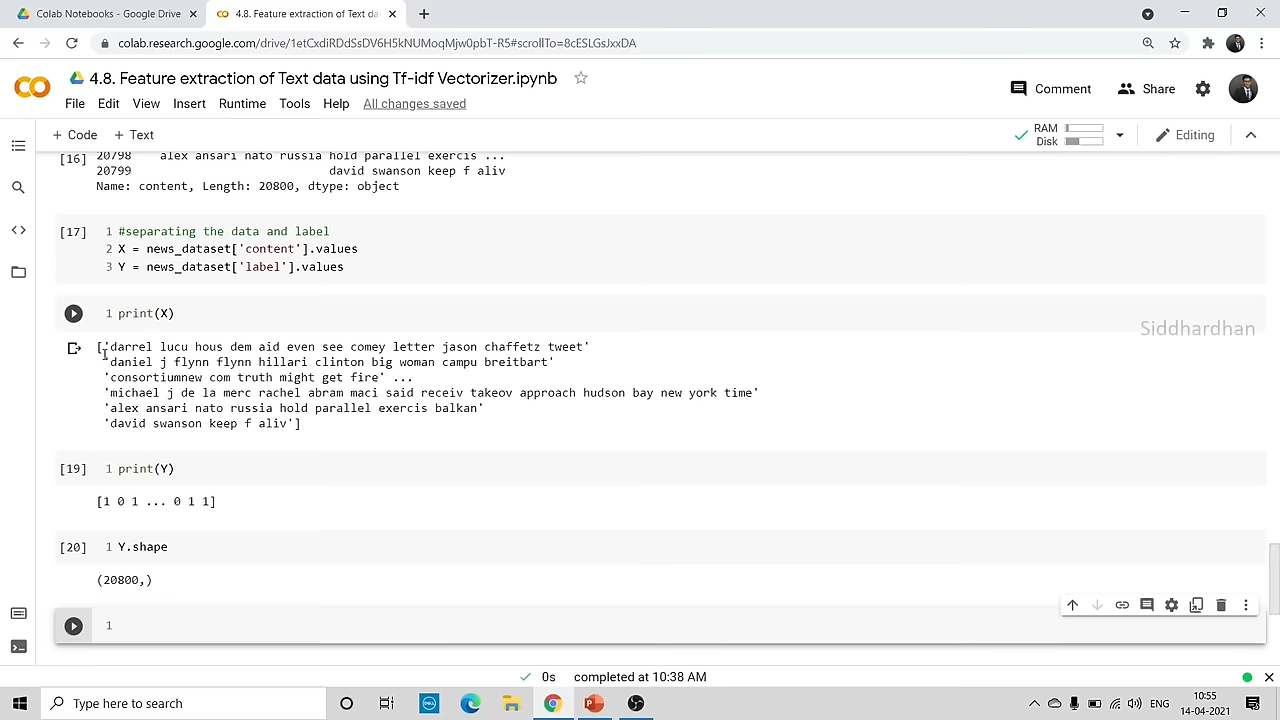 Colab Notebooks - Google Drive
4.8. Feature extraction of Text da
colab.research.google.com/drive/1etCxdiRDdSsDV6H5kNUMoqMjw0pbT-R5#scrollTo=8cESLGsJxxDA
4.8. Feature extraction of Text data using Tf-idf Vectorizer.ipynb
File Edit View Insert Runtime Tools Help All changes saved
Comment Share
+ Code + Text
RAM
Disk
Editing
[16] 20798 alex ansari nato russia hold parallel exercis ...
20799 david swanson keep f aliv
Name: content, Length: 20800, dtype: object
[17] 1 #separating the data and label
2 X = news_dataset['content'].values
3 Y = news_dataset['label'].values
1 print(X)
Siddhardhan
['darrel lucu hous dem aid even see comey letter jason chaffetz tweet'
'daniel j flynn flynn hillari clinton big woman campu breitbart'
'consortiumnew com truth might get fire' ...
'michael j de la merc rachel abram maci said receiv takeov approach hudson bay new york time'
'alex ansari nato russia hold parallel exercis balkan'
'david swanson keep f aliv']
[19] 1 print(Y)
[1 0 1 ... 0 1 1]
[20] 1 Y.shape
(20800,)
1
0s completed at 10:38 AM
Type here to search
DELL
ENG
10:55
14-04-2021